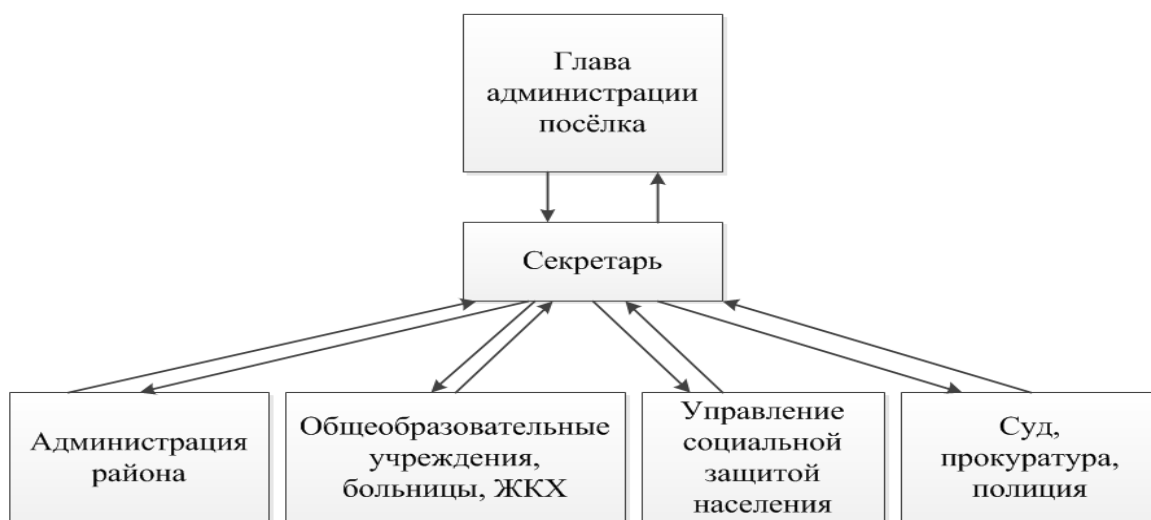 Глава
администрации
посёлка
Секретарь
Администрация
района
Общеобразовательные
учреждения,
больницы, ЖКХ
Управление
социальной
защитой
населения
Суд,
прокуратура,
полиция